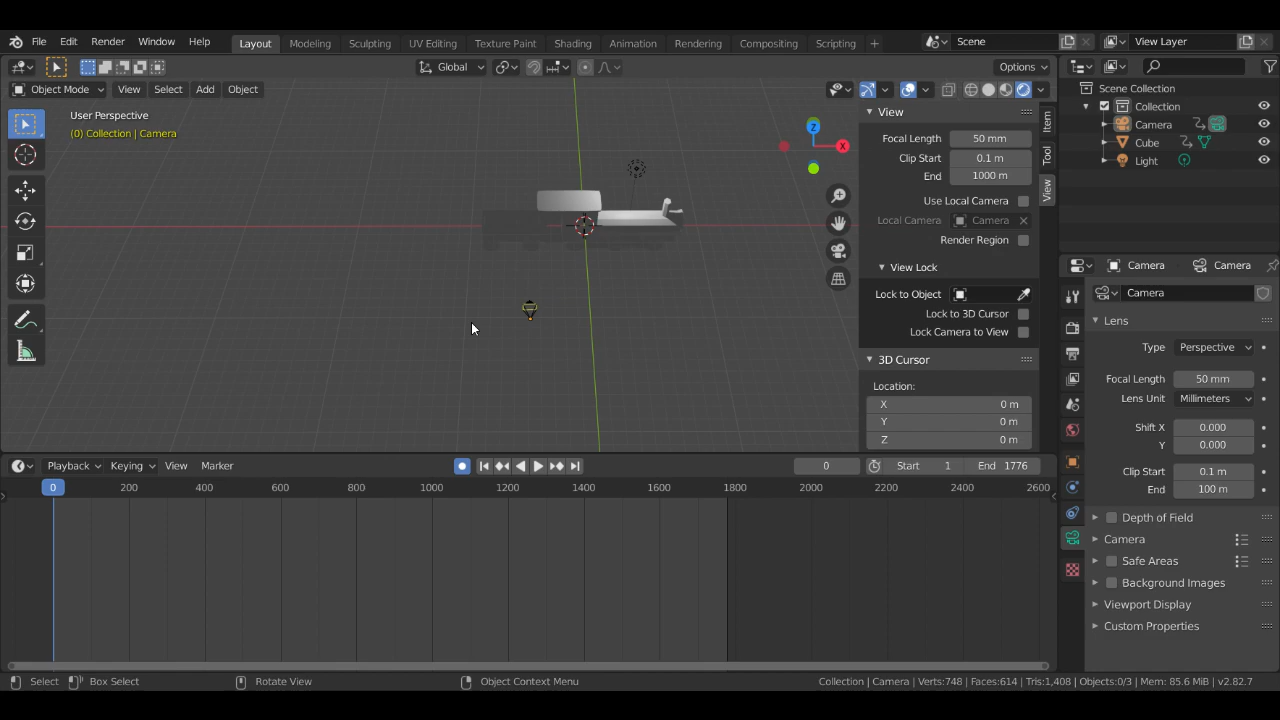 File Edit Render Window Help Layout Modeling Sculpting UV Editing Texture Paint Shading Animation Rendering Compositing Scripting + Scene View Layer
Global Options
Object Mode View Select Add Object
User Perspective
(0) Collection | Camera
Z
X
View
Focal Length 50 mm
Clip Start 0.1 m
End 1000 m
Use Local Camera
Local Camera Camera
Render Region
View Lock
Lock to Object
Lock to 3D Cursor
Lock Camera to View
3D Cursor
Location:
X 0 m
Y 0 m
Z 0 m
Item
Tool
View
Scene Collection
Collection
Camera
Cube
Light
Camera Camera
Camera
Lens
Type Perspective
Focal Length 50 mm
Lens Unit Millimeters
Shift X 0.000
Y 0.000
Clip Start 0.1 m
End 100 m
Depth of Field
Camera
Safe Areas
Background Images
Viewport Display
Custom Properties
Playback Keying View Marker 0 Start 1 End 1776
0 200 400 600 800 1000 1200 1400 1600 1800 2000 2200 2400 2600
Select Box Select Rotate View Object Context Menu Collection | Camera | Verts:748 | Faces:614 | Tris:1,408 | Objects:0/3 | Mem: 85.6 MiB | v2.82.7